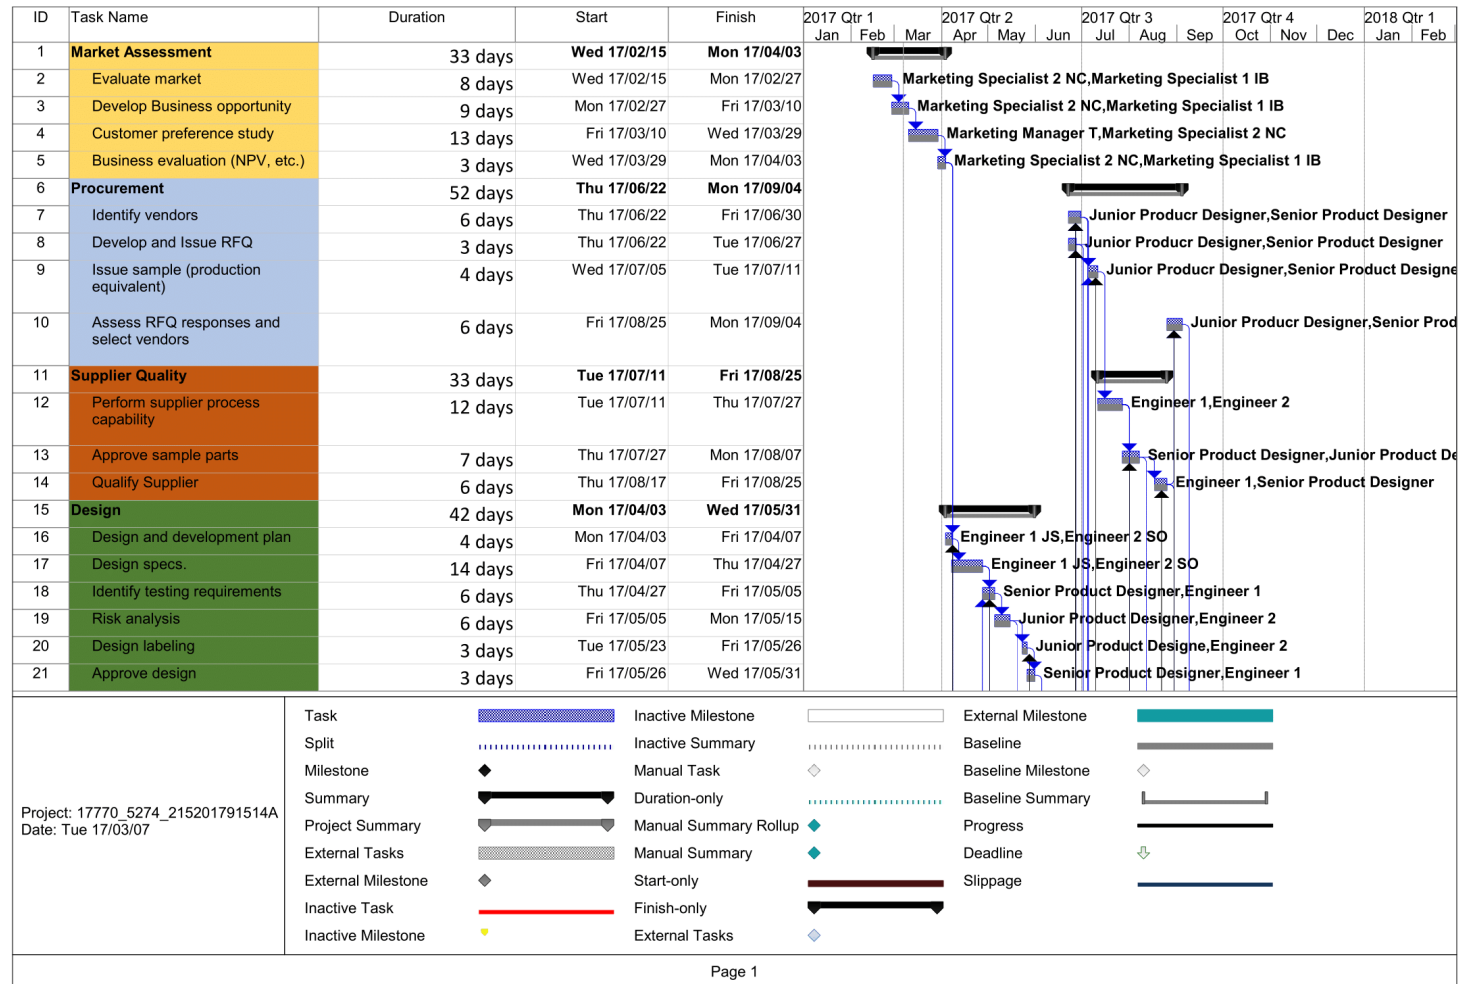 ID Task Name Duration Start Finish 2017 Qtr 1 2017 Qtr 2 2017 Qtr 3 2017 Qtr 4 2018 Qtr 1
Jan Feb Mar Apr May Jun Jul Aug Sep Oct Nov Dec Jan Feb
1 Market Assessment 33 days Wed 17/02/15 Mon 17/04/03
2 Evaluate market 8 days Wed 17/02/15 Mon 17/02/27 Marketing Specialist 2 NC,Marketing Specialist 1 IB
3 Develop Business opportunity 9 days Mon 17/02/27 Fri 17/03/10 Marketing Specialist 2 NC,Marketing Specialist 1 IB
4 Customer preference study 13 days Fri 17/03/10 Wed 17/03/29 Marketing Manager T,Marketing Specialist 2 NC
5 Business evaluation (NPV, etc.) 3 days Wed 17/03/29 Mon 17/04/03 Marketing Specialist 2 NC,Marketing Specialist 1 IB
6 Procurement 52 days Thu 17/06/22 Mon 17/09/04
7 Identify vendors 6 days Thu 17/06/22 Fri 17/06/30 Junior Producr Designer,Senior Product Designer
8 Develop and Issue RFQ 3 days Thu 17/06/22 Tue 17/06/27 Junior Producr Designer,Senior Product Designer
9 Issue sample (production 4 days Wed 17/07/05 Tue 17/07/11 Junior Producr Designer,Senior Product Designe
equivalent)
10 Assess RFQ responses and 6 days Fri 17/08/25 Mon 17/09/04 Junior Producr Designer,Senior Prod
select vendors
11 Supplier Quality 33 days Tue 17/07/11 Fri 17/08/25
12 Perform supplier process 12 days Tue 17/07/11 Thu 17/07/27 Engineer 1,Engineer 2
capability
13 Approve sample parts 7 days Thu 17/07/27 Mon 17/08/07 Senior Product Designer,Junior Product De
14 Qualify Supplier 6 days Thu 17/08/17 Fri 17/08/25 Engineer 1,Senior Product Designer
15 Design 42 days Mon 17/04/03 Wed 17/05/31
16 Design and development plan 4 days Mon 17/04/03 Fri 17/04/07 Engineer 1 JS,Engineer 2 SO
17 Design specs. 14 days Fri 17/04/07 Thu 17/04/27 Engineer 1 JS,Engineer 2 SO
18 Identify testing requirements 6 days Thu 17/04/27 Fri 17/05/05 Senior Product Designer,Engineer 1
19 Risk analysis 6 days Fri 17/05/05 Mon 17/05/15 Junior Product Designer,Engineer 2
20 Design labeling 3 days Tue 17/05/23 Fri 17/05/26 Junior Product Designe,Engineer 2
21 Approve design 3 days Fri 17/05/26 Wed 17/05/31 Senior Product Designer,Engineer 1
Project: 17770_5274_215201791514A
Date: Tue 17/03/07
Task Inactive Milestone External Milestone
Split Inactive Summary Baseline
Milestone Manual Task Baseline Milestone
Summary Duration-only Baseline Summary
Project Summary Manual Summary Rollup Progress
External Tasks Manual Summary Deadline
External Milestone Start-only Slippage
Inactive Task Finish-only
Inactive Milestone External Tasks
Page 1